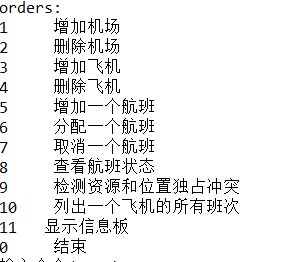 orders:
1 增加机场
2 删除机场
3 增加飞机
4 删除飞机
5 增加一个航班
6 分配一个航班
7 取消一个航班
8 查看航班状态
9 检测资源和位置独占冲突
10 列出一个飞机的所有班次
11 显示信息板
0 结束